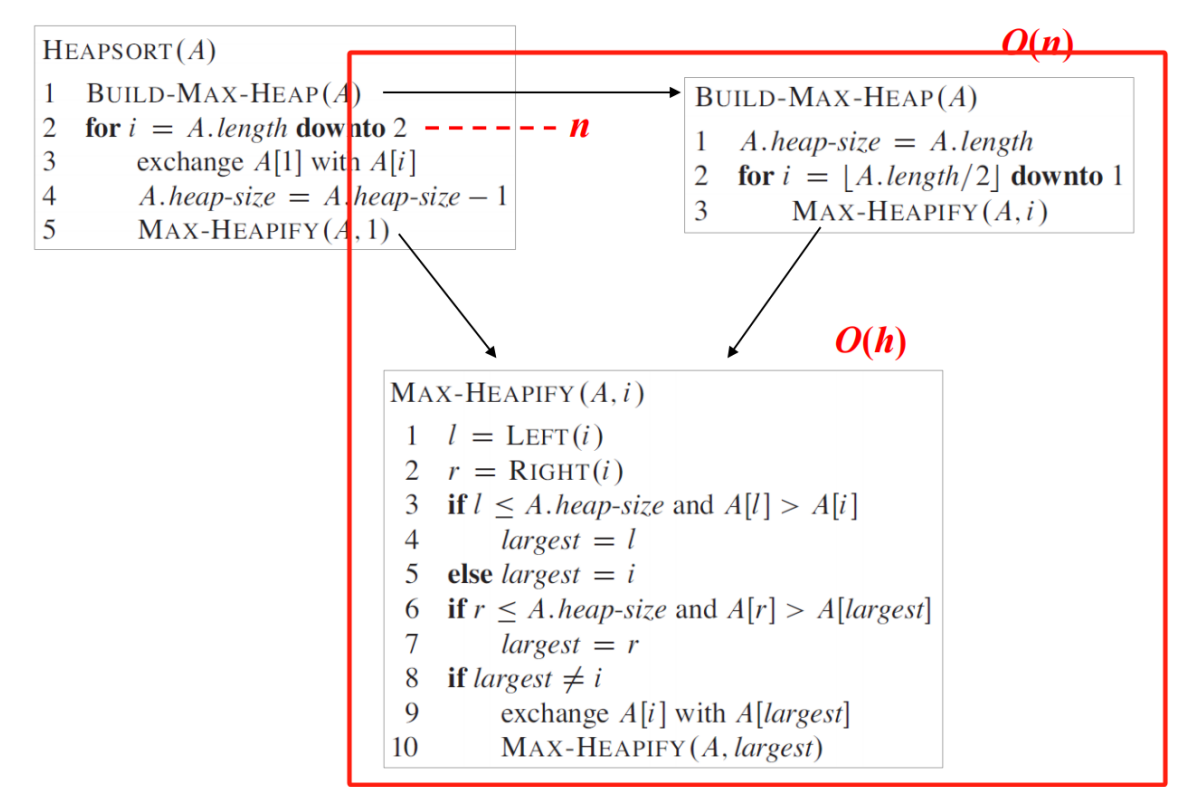 HEAPSORT(A)
1 BUILD-MAX-HEAP(A)
2 for i = A.length downto 2
3 exchange A[1] with A[i]
4 A.heap-size = A.heap-size − 1
5 MAX-HEAPIFY(A, 1)
n
O(n)
BUILD-MAX-HEAP(A)
1 A.heap-size = A.length
2 for i = ⌊A.length/2⌋ downto 1
3 MAX-HEAPIFY(A, i)
O(h)
MAX-HEAPIFY(A, i)
1 l = LEFT(i)
2 r = RIGHT(i)
3 if l ≤ A.heap-size and A[l] > A[i]
4 largest = l
5 else largest = i
6 if r ≤ A.heap-size and A[r] > A[largest]
7 largest = r
8 if largest ≠ i
9 exchange A[i] with A[largest]
10 MAX-HEAPIFY(A, largest)